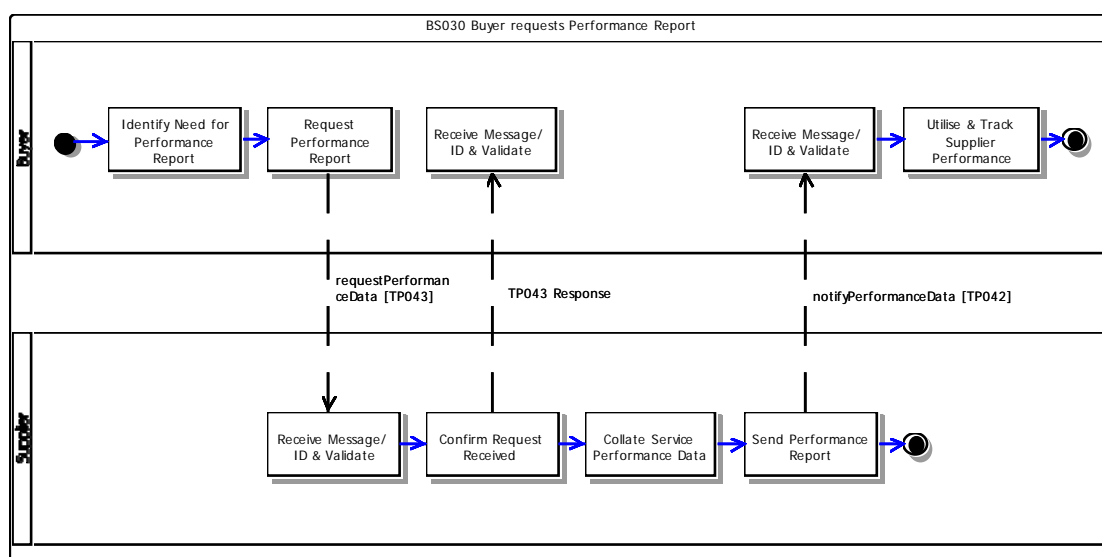 BS030 Buyer requests Performance Report
Buyer
Identify Need for
Performance
Report
Request
Performance
Report
Receive Message/
ID & Validate
Receive Message/
ID & Validate
Utilise & Track
Supplier
Performance
requestPerforman
ceData [TP043]
TP043 Response
notifyPerformanceData [TP042]
Supplier
Receive Message/
ID & Validate
Confirm Request
Received
Collate Service
Performance Data
Send Performance
Report